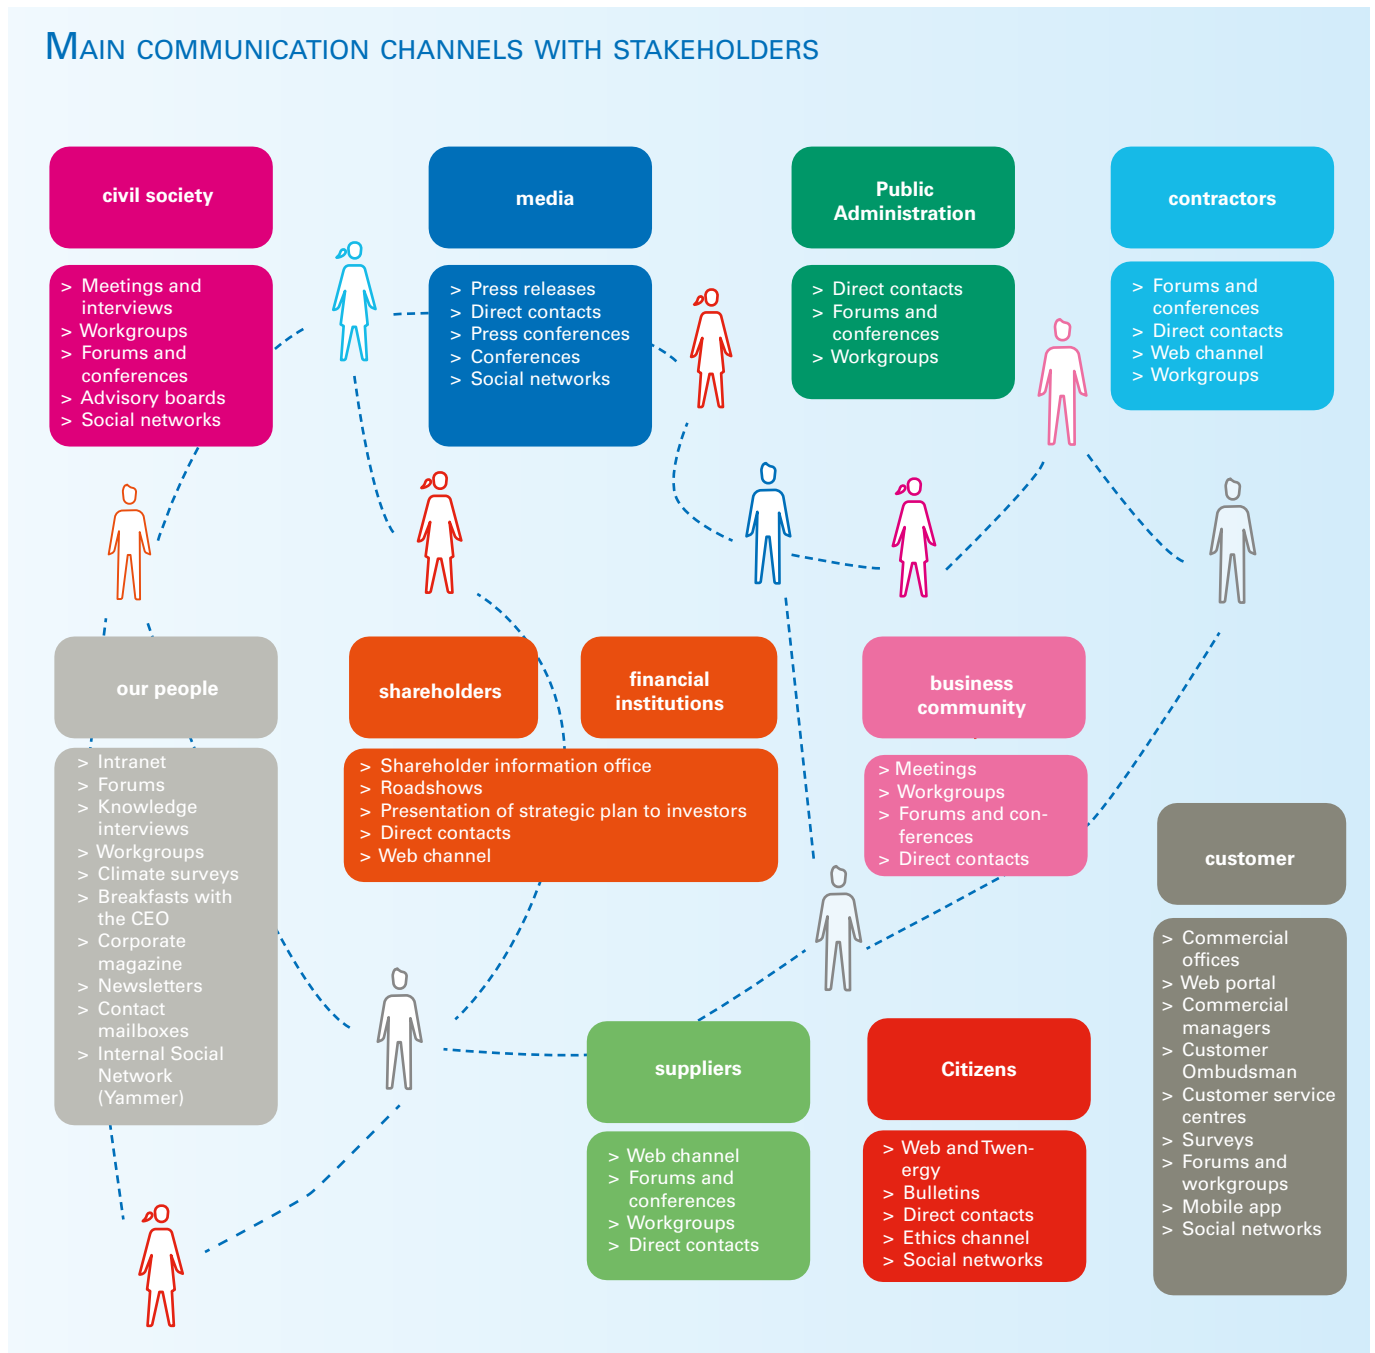 MAIN COMMUNICATION CHANNELS WITH STAKEHOLDERS
civil society
> Meetings and
interviews
> Workgroups
> Forums and
conferences
> Advisory boards
> Social networks
media
> Press releases
> Direct contacts
> Press conferences
> Conferences
> Social networks
Public
Administration
> Direct contacts
> Forums and
conferences
> Workgroups
contractors
> Forums and
conferences
> Direct contacts
> Web channel
> Workgroups
our people
> Intranet
> Forums
> Knowledge
interviews
> Workgroups
> Climate surveys
> Breakfasts with
the CEO
> Corporate
magazine
> Newsletters
> Contact
mailboxes
> Internal Social
Network
(Yammer)
shareholders
financial
institutions
> Shareholder information office
> Roadshows
> Presentation of strategic plan to investors
> Direct contacts
> Web channel
business
community
> Meetings
> Workgroups
> Forums and con-
ferences
> Direct contacts
customer
> Commercial
offices
> Web portal
> Commercial
managers
> Customer
Ombudsman
> Customer service
centres
> Surveys
> Forums and
workgroups
> Mobile app
> Social networks
suppliers
> Web channel
> Forums and
conferences
> Workgroups
> Direct contacts
Citizens
> Web and Twen-
ergy
> Bulletins
> Direct contacts
> Ethics channel
> Social networks